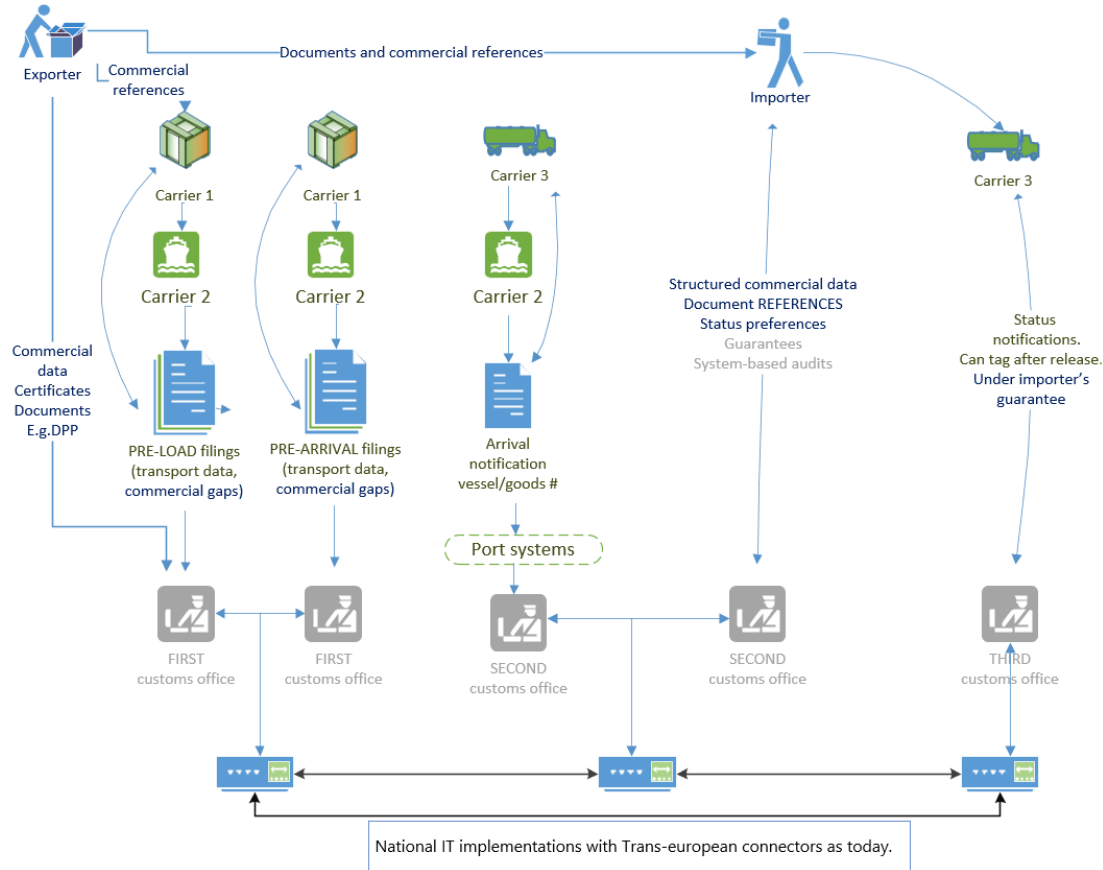 Documents and commercial references
Exporter
Commercial
references
Importer
Carrier 1
Carrier 1
Carrier 3
Carrier 3
Carrier 2
Carrier 2
Carrier 2
Structured commercial data
Document REFERENCES
Status preferences
Guarantees
System-based audits
Status
notifications.
Can tag after release.
Under importer's
guarantee
Commercial
data
Certificates
Documents
E.g.DPP
PRE-LOAD filings
(transport data,
commercial gaps)
PRE-ARRIVAL filings
(transport data,
commercial gaps)
Arrival
notification
vessel/goods #
Port systems
FIRST
customs office
FIRST
customs office
SECOND
customs office
SECOND
customs office
THIRD
customs office
National IT implementations with Trans-european connectors as today.